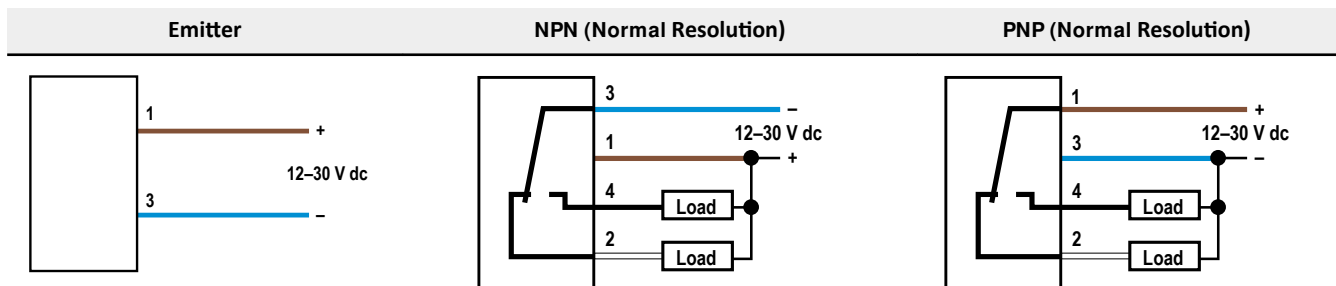 Emitter
NPN (Normal Resolution)
PNP (Normal Resolution)
1
+
12–30 V dc
3
–
3
–
12–30 V dc
1
+
4
Load
2
Load
1
+
12–30 V dc
3
–
4
Load
2
Load